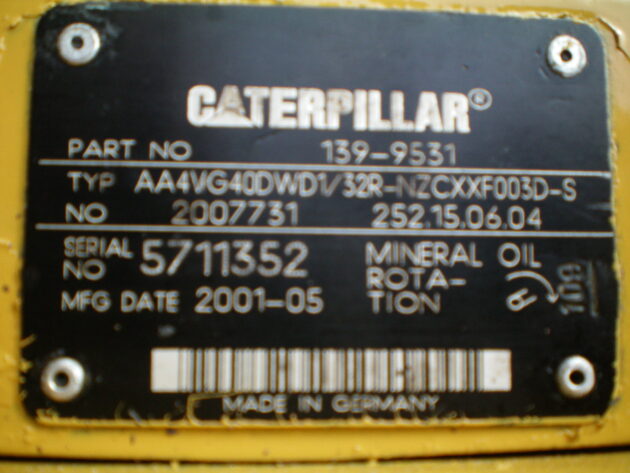 CATERPILLAR®
PART NO 139-9531
TYP AA4VG40DWD1/32R-NZCXXF003D-S
NO 2007731 252.15.06.04
SERIAL NO 5711352 MINERAL OIL
MFG DATE 2001-05 ROTA-TION
109
MADE IN GERMANY